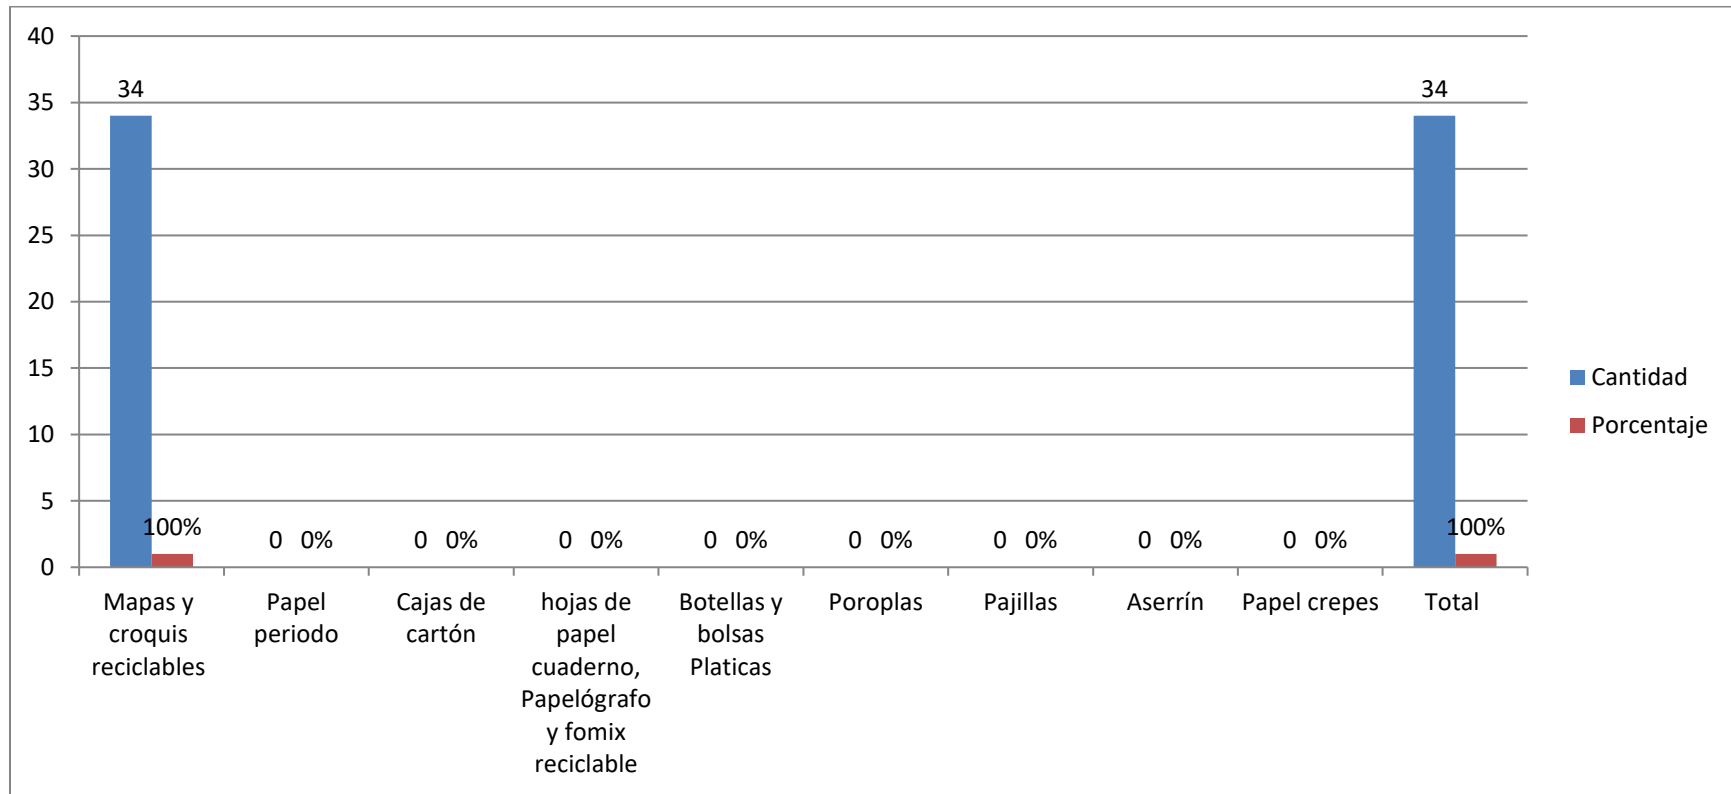 40
35
30
25
20
15
10
5
0
34
100%
0 0%
0 0%
0 0%
0 0%
0 0%
0 0%
0 0%
0 0%
34
100%
Mapas y
croquis
reciclables
Papel
periodo
Cajas de
cartón
hojas de
papel
cuaderno,
Papelógrafo
y fomix
reciclable
Botellas y
bolsas
Platicas
Poroplas
Pajillas
Aserrín
Papel crepes
Total
Cantidad
Porcentaje